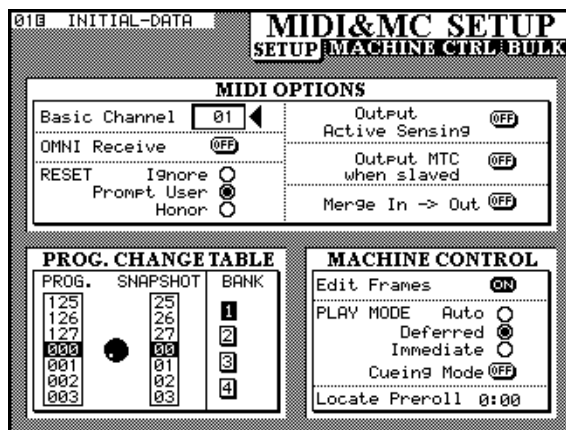 01B INITIAL-DATA
MIDI&MC SETUP
SETUP MACHINE CTRL BULK
MIDI OPTIONS
Basic Channel 01
OMNI Receive OFF
RESET Ignore
Prompt User
Honor
Output
Active Sensing OFF
Output MTC
when slaved OFF
Merge In -> Out OFF
PROG. CHANGE TABLE
PROG. SNAPSHOT BANK
125 25
126 26
127 27
000 00
001 01
002 02
003 03
1
2
3
4
MACHINE CONTROL
Edit Frames ON
PLAY MODE Auto
Deferred
Immediate
Cueing Mode OFF
Locate Preroll 0:00